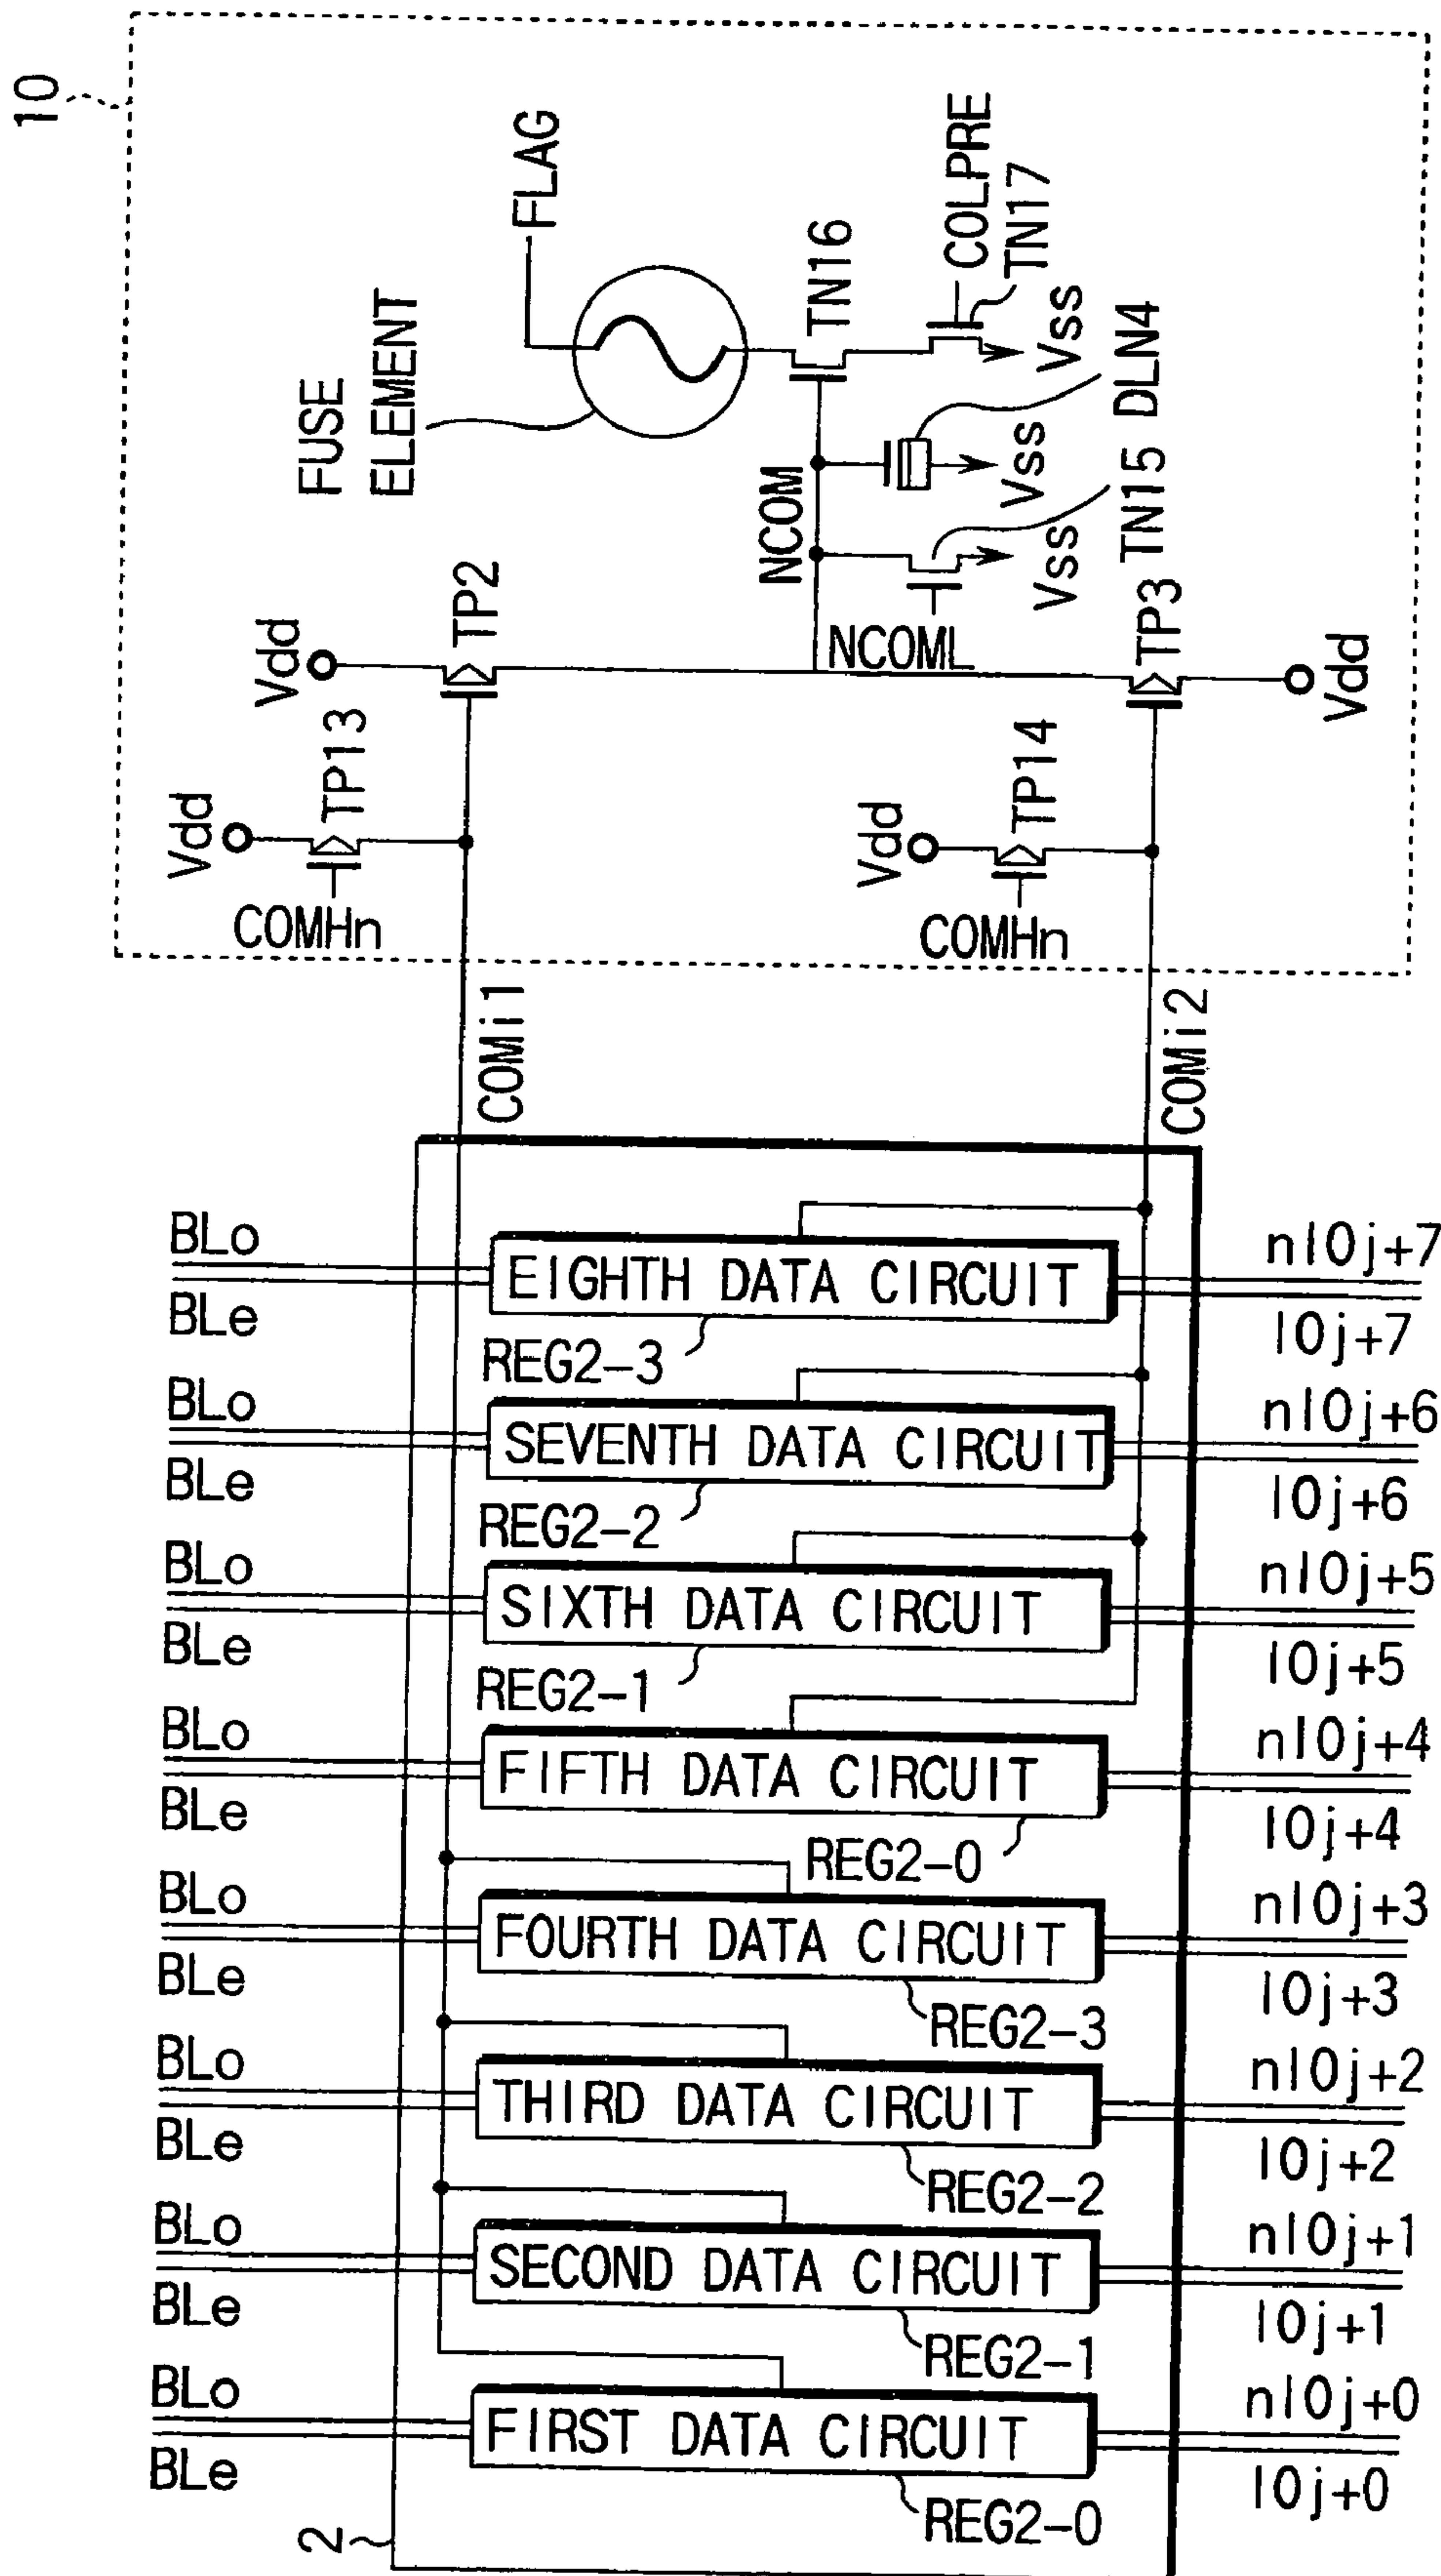 10
FUSE
ELEMENT
FLAG
Vdd
TP13
COMHn
Vdd
TP2
NCOM
TN16
COLPRE
TN17
Vss
DLN4
Vss
TN15
Vss
NCOML
Vdd
TP14
COMHn
TP3
Vdd
COMi1
COMi2
BLo
BLe
EIGHTH DATA CIRCUIT
REG2-3
nI0j+7
I0j+7
BLo
BLe
SEVENTH DATA CIRCUIT
REG2-2
nI0j+6
I0j+6
BLo
BLe
SIXTH DATA CIRCUIT
REG2-1
nI0j+5
I0j+5
BLo
BLe
FIFTH DATA CIRCUIT
REG2-0
nI0j+4
I0j+4
BLo
BLe
FOURTH DATA CIRCUIT
REG2-3
nI0j+3
I0j+3
BLo
BLe
THIRD DATA CIRCUIT
REG2-2
nI0j+2
I0j+2
BLo
BLe
SECOND DATA CIRCUIT
REG2-1
nI0j+1
I0j+1
BLo
BLe
FIRST DATA CIRCUIT
REG2-0
nI0j+0
I0j+0
2